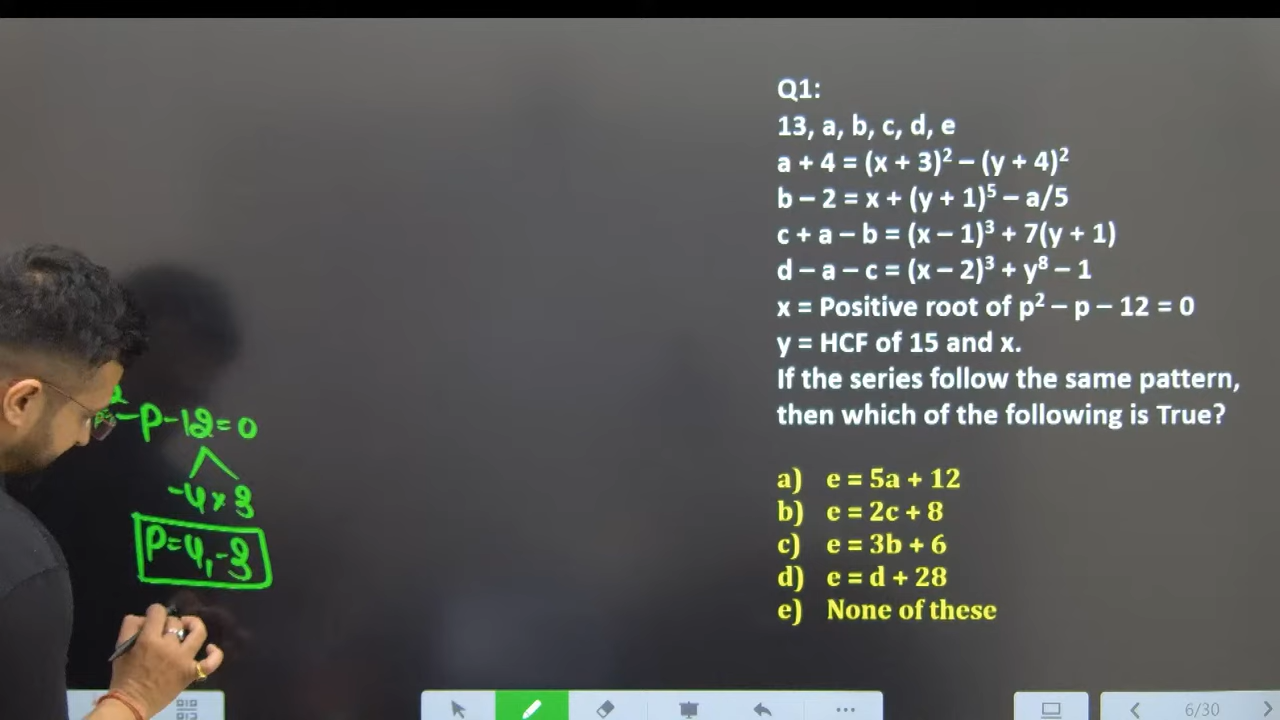 Q1:
13, a, b, c, d, e
a + 4 = (x + 3)² – (y + 4)²
b – 2 = x + (y + 1)⁵ – a/5
c + a – b = (x – 1)³ + 7(y + 1)
d – a – c = (x – 2)³ + y⁸ – 1
x = Positive root of p² – p – 12 = 0
y = HCF of 15 and x.
If the series follow the same pattern,
then which of the following is True?
a) e = 5a + 12
b) e = 2c + 8
c) e = 3b + 6
d) e = d + 28
e) None of these
p² - p - 12 = 0
-4 × 3
P = 4, -3
6/30